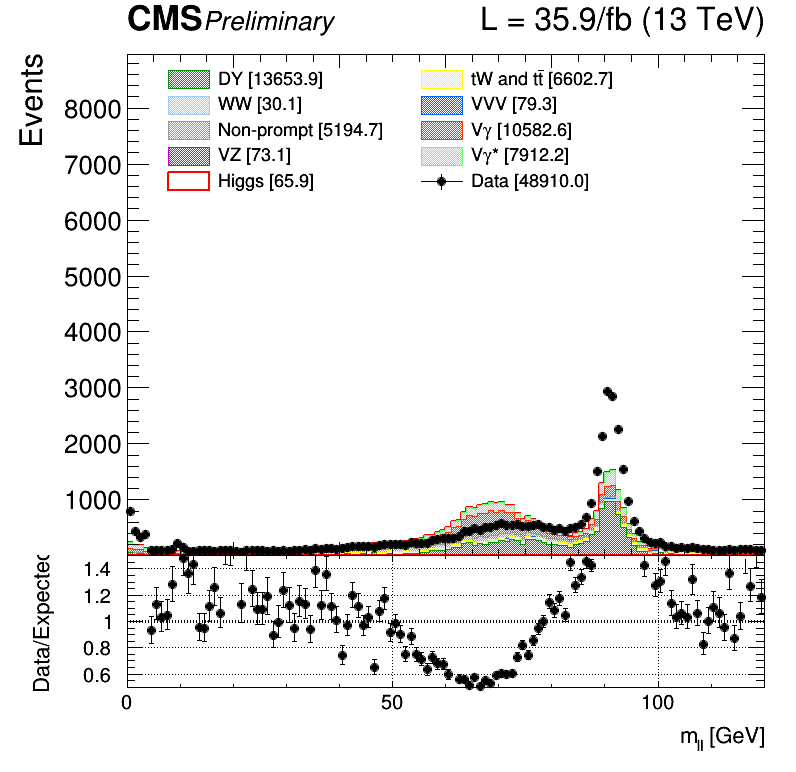 CMS Preliminary L = 35.9/fb (13 TeV)
Events
DY [13653.9] tW and tt̄ [6602.7]
WW [30.1] VVV [79.3]
Non-prompt [5194.7] Vγ [10582.6]
VZ [73.1] Vγ* [7912.2]
Higgs [65.9] Data [48910.0]
8000
7000
6000
5000
4000
3000
2000
1000
Data/Expected
1.4
1.2
1
0.8
0.6
0 50 100
m_ll [GeV]